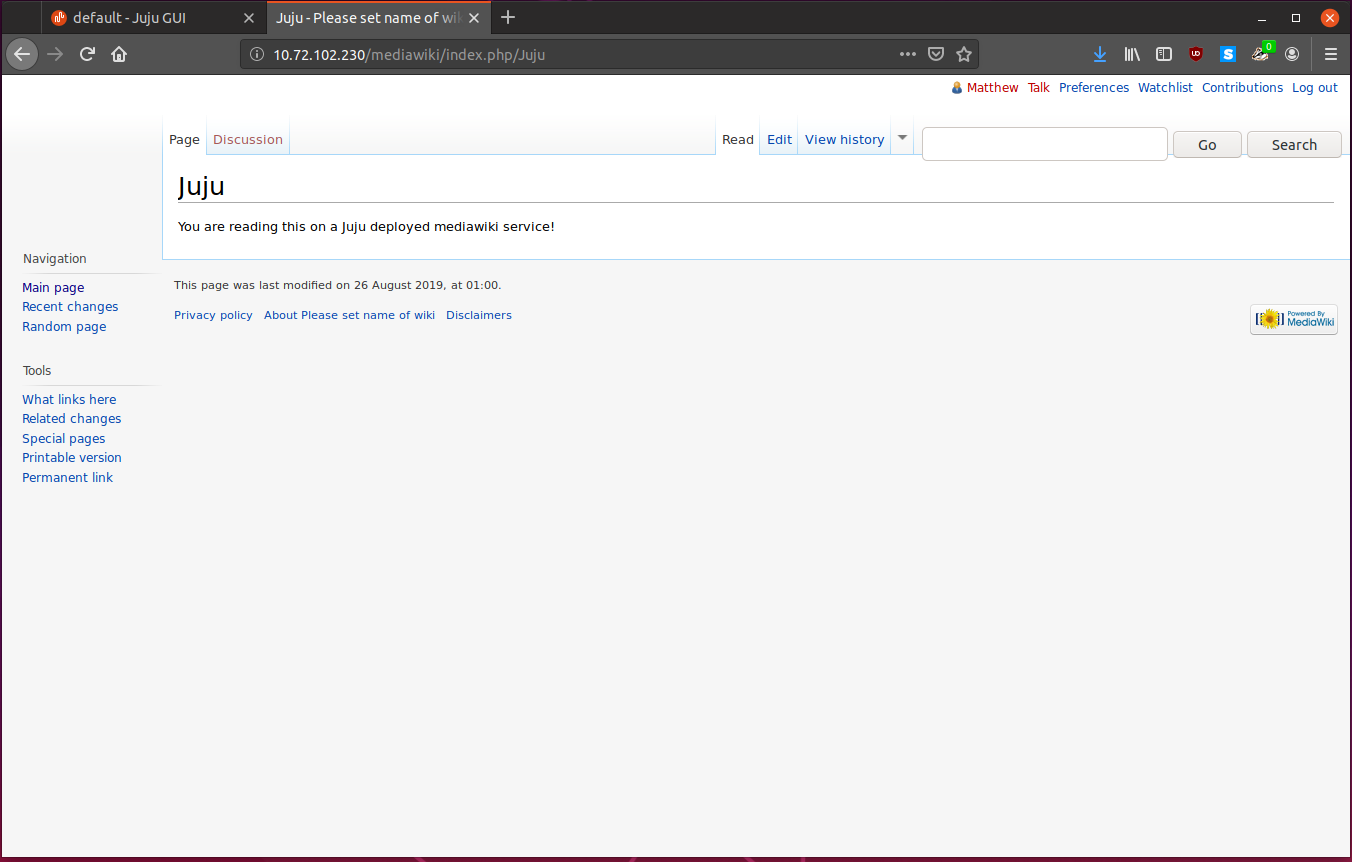 default - Juju GUI
Juju - Please set name of wik
10.72.102.230/mediawiki/index.php/Juju
UD S 0
Matthew Talk Preferences Watchlist Contributions Log out
Page Discussion Read Edit View history Go Search
Juju
You are reading this on a Juju deployed mediawiki service!
Navigation
Main page
Recent changes
Random page
Tools
What links here
Related changes
Special pages
Printable version
Permanent link
This page was last modified on 26 August 2019, at 01:00.
Privacy policy About Please set name of wiki Disclaimers
Powered By
MediaWiki